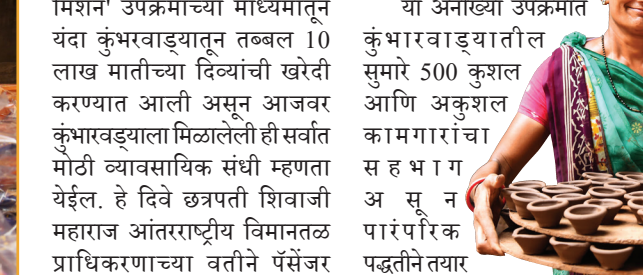 मिशन' उपक्रमाच्या माध्यमातून
यंदा कुंभरवाड्यातून तब्बल 10
लाख मातीच्या दिव्यांची खरेदी
करण्यात आली असून आजवर
कुंभारवड्याला मिळालेली ही सर्वात
मोठी व्यावसायिक संधी म्हणता
येईल. हे दिवे छत्रपती शिवाजी
महाराज आंतरराष्ट्रीय विमानतळ
प्राधिकरणाच्या वतीने पॅसेंजर
या अनोख्या उपक्रमात
कुंभारवाड्यातील
सुमारे 500 कुशल
आणि अकुशल
कामगारांचा
सहभाग
असून
पारंपरिक
पद्धतीने तयार